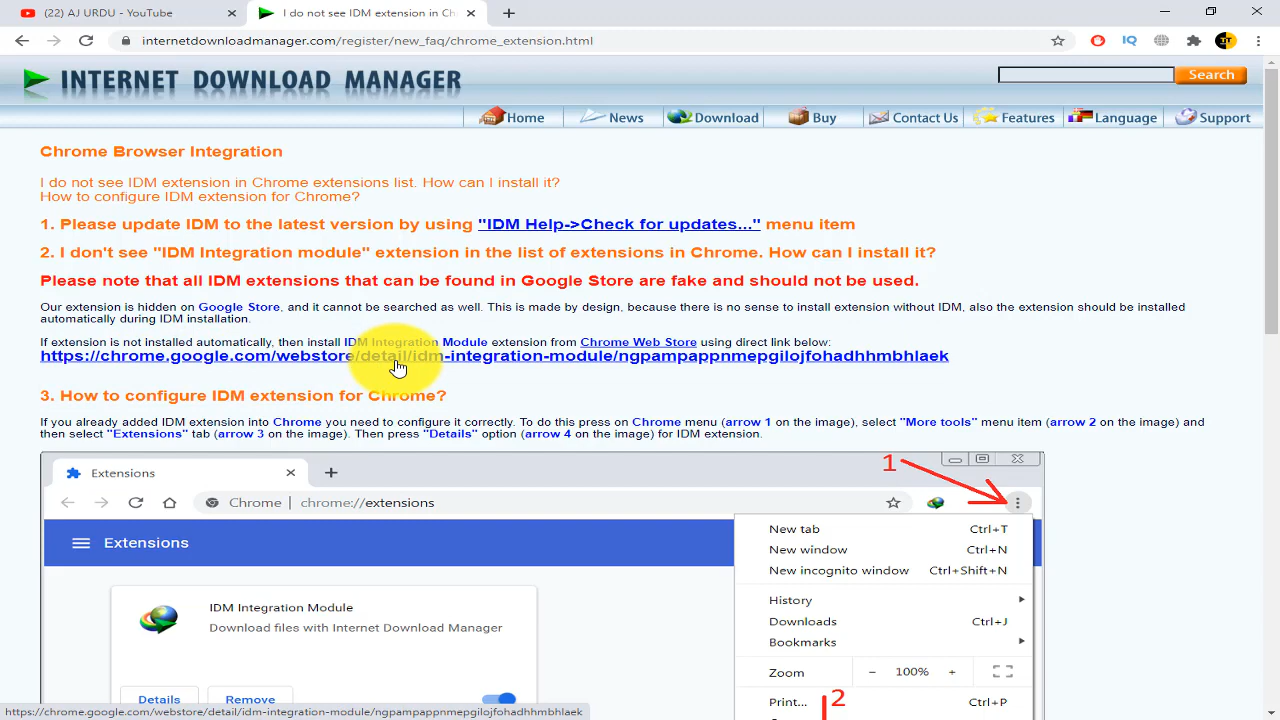 (22) AJ URDU - YouTube
I do not see IDM extension in Ch
internetdownloadmanager.com/register/new_faq/chrome_extension.html
IQ
INTERNET DOWNLOAD MANAGER
Search
Home
News
Download
Buy
Contact Us
Features
Language
Support
Chrome Browser Integration
I do not see IDM extension in Chrome extensions list. How can I install it?
How to configure IDM extension for Chrome?
1. Please update IDM to the latest version by using "IDM Help->Check for updates..." menu item
2. I don't see "IDM Integration module" extension in the list of extensions in Chrome. How can I install it?
Please note that all IDM extensions that can be found in Google Store are fake and should not be used.
Our extension is hidden on Google Store, and it cannot be searched as well. This is made by design, because there is no sense to install extension without IDM, also the extension should be installed
automatically during IDM installation.
If extension is not installed automatically, then install IDM Integration Module extension from Chrome Web Store using direct link below:
https://chrome.google.com/webstore/detail/idm-integration-module/ngpampappnmepgilojfohadhhmbhlaek
3. How to configure IDM extension for Chrome?
If you already added IDM extension into Chrome you need to configure it correctly. To do this press on Chrome menu (arrow 1 on the image), select "More tools" menu item (arrow 2 on the image) and
then select "Extensions" tab (arrow 3 on the image). Then press "Details" option (arrow 4 on the image) for IDM extension.
Extensions
1
Chrome | chrome://extensions
Extensions
New tab Ctrl+T
New window Ctrl+N
New incognito window Ctrl+Shift+N
History
Downloads Ctrl+J
Bookmarks
Zoom - 100% +
Print... Ctrl+P
2
IDM Integration Module
Download files with Internet Download Manager
Details
Remove
https://chrome.google.com/webstore/detail/idm-integration-module/ngpampappnmepgilojfohadhhmbhlaek